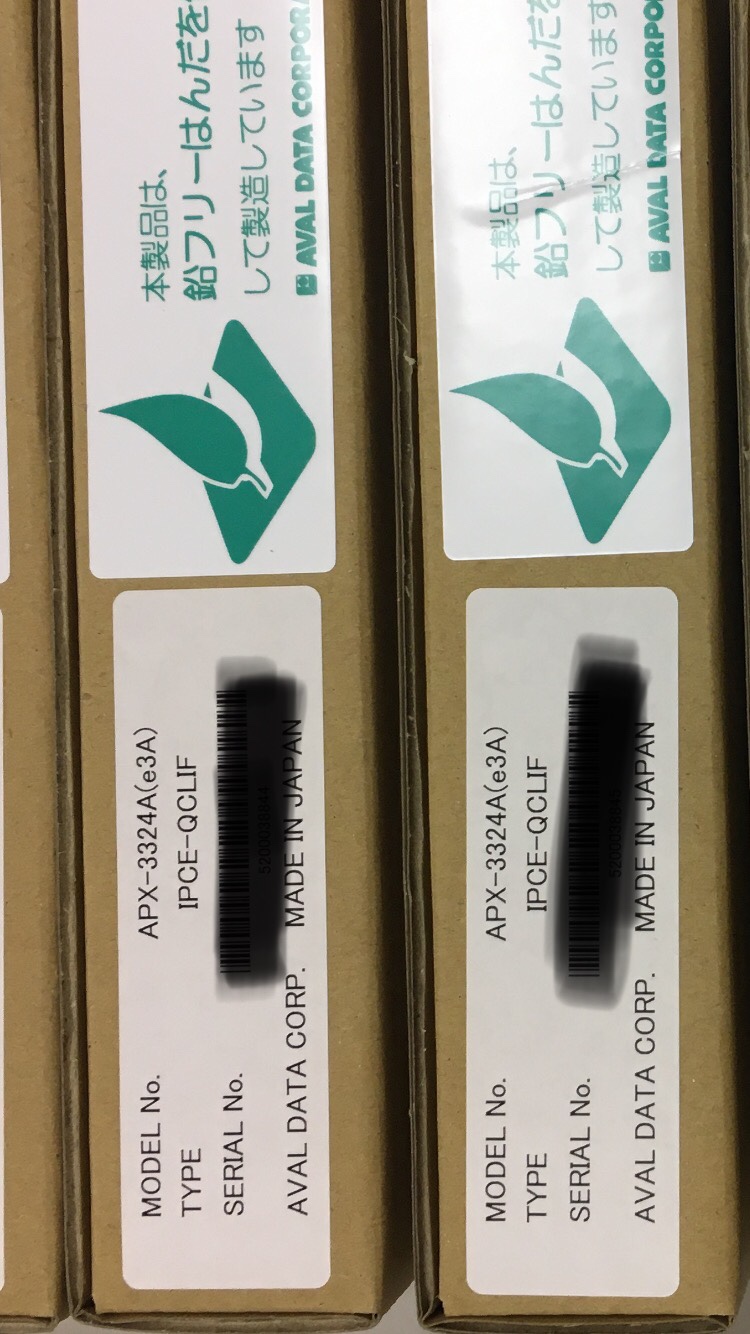 MODEL No. APX-3324A(e3A)
TYPE IPCE-QCLIF
SERIAL No.
AVAL DATA CORP. MADE IN JAPAN
本製品は、
鉛フリーはんだを
して製造しています
AVAL DATA CORPORA
MODEL No. APX-3324A(e3A)
TYPE IPCE-QCLIF
SERIAL No.
AVAL DATA CORP. MADE IN JAPAN
本製品は、
鉛フリーはんだを
して製造しています
AVAL DATA CORPO